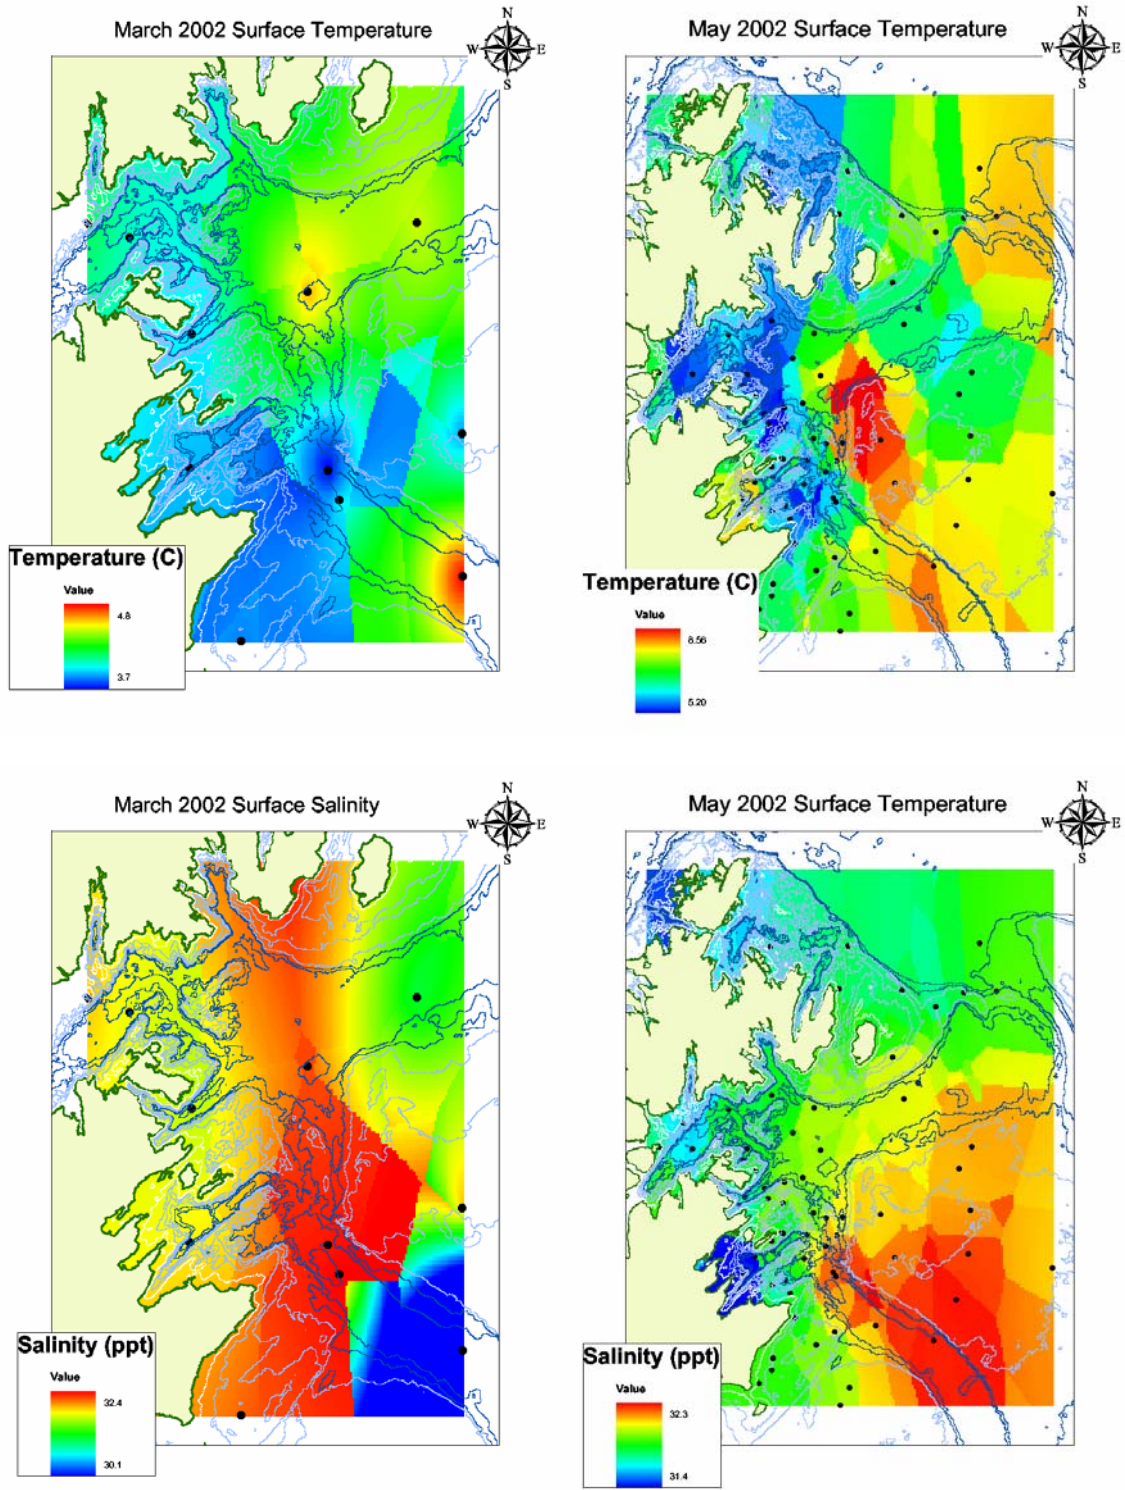 March 2002 Surface Temperature
N
W
E
S
Temperature (C)
Value
4.8
3.7
May 2002 Surface Temperature
N
W
E
S
Temperature (C)
Value
8.56
5.20
March 2002 Surface Salinity
N
W
E
S
Salinity (ppt)
Value
32.4
30.1
May 2002 Surface Temperature
N
W
E
S
Salinity (ppt)
Value
32.3
31.4